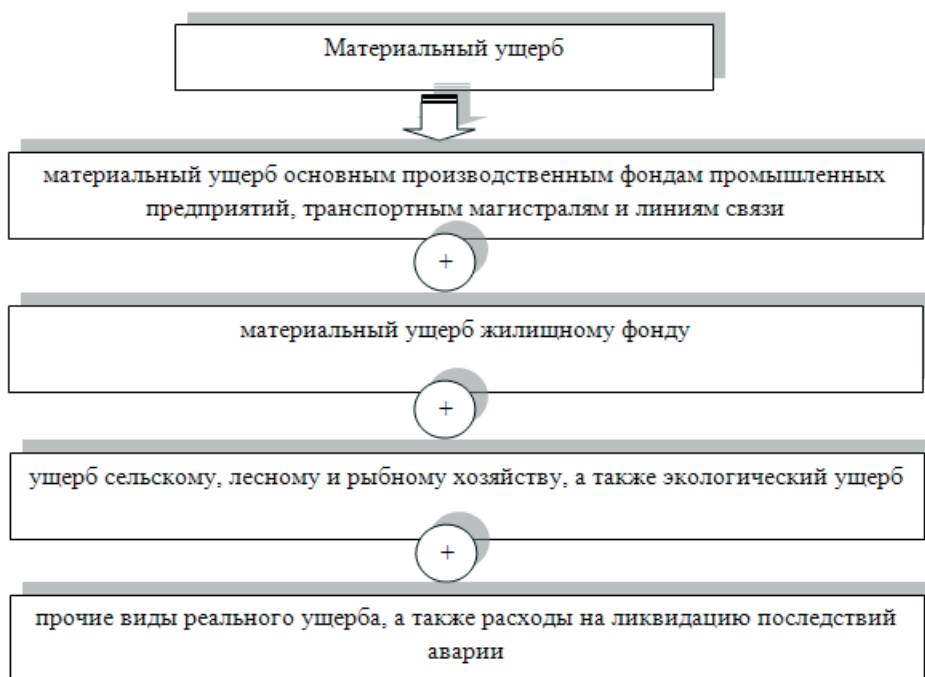 Материальный ущерб
материальный ущерб основным производственным фондам промышленных
предприятий, транспортным магистралям и линиям связи
+
материальный ущерб жилищному фонду
+
ущерб сельскому, лесному и рыбному хозяйству, а также экологический ущерб
+
прочие виды реального ущерба, а также расходы на ликвидацию последствий
аварии